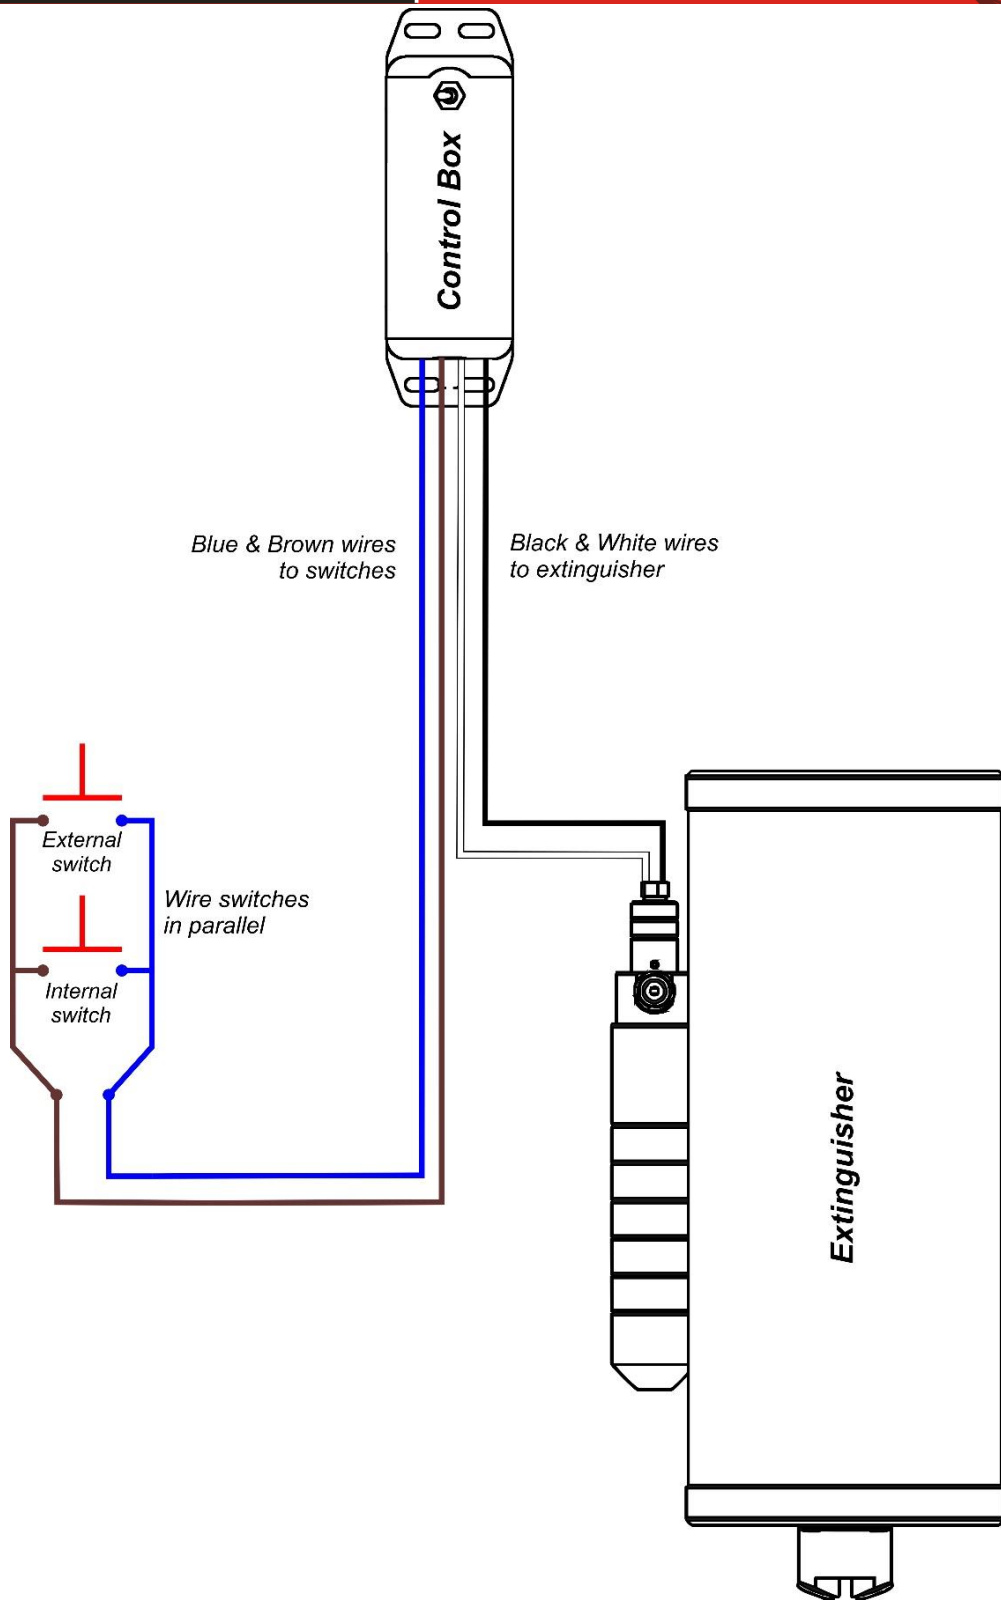 Control Box
Blue & Brown wires
to switches
Black & White wires
to extinguisher
External
switch
Wire switches
in parallel
Internal
switch
Extinguisher